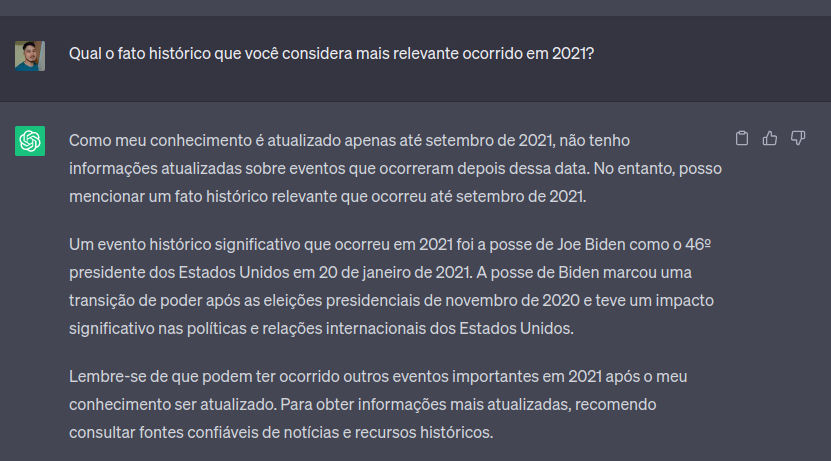 Qual o fato histórico que você considera mais relevante ocorrido em 2021?
Como meu conhecimento é atualizado apenas até setembro de 2021, não tenho
informações atualizadas sobre eventos que ocorreram depois dessa data. No entanto, posso
mencionar um fato histórico relevante que ocorreu até setembro de 2021.
Um evento histórico significativo que ocorreu em 2021 foi a posse de Joe Biden como o 46º
presidente dos Estados Unidos em 20 de janeiro de 2021. A posse de Biden marcou uma
transição de poder após as eleições presidenciais de novembro de 2020 e teve um impacto
significativo nas políticas e relações internacionais dos Estados Unidos.
Lembre-se de que podem ter ocorrido outros eventos importantes em 2021 após o meu
conhecimento ser atualizado. Para obter informações mais atualizadas, recomendo
consultar fontes confiáveis de notícias e recursos históricos.